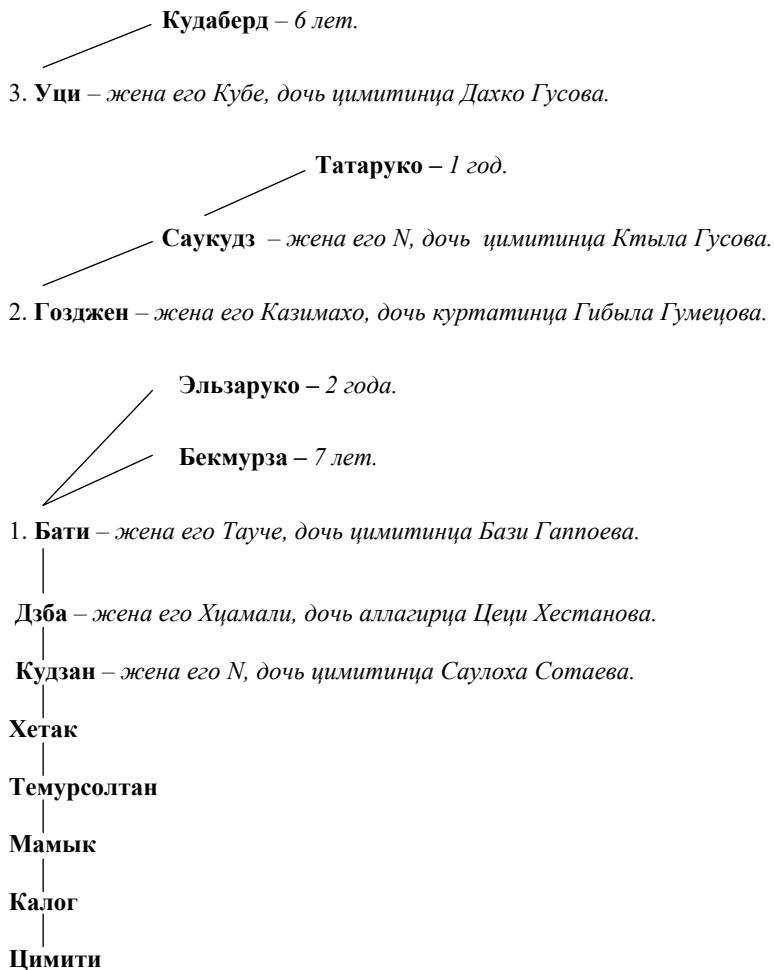 Кудаберд – 6 лет.
3. Уци – жена его Кубе, дочь цимитинца Дахко Гусова.
Татаруко – 1 год.
Саукудз – жена его N, дочь цимитинца Ктыла Гусова.
2. Гозджен – жена его Казимахо, дочь куртатинца Гибыла Гумецова.
Эльзаруко – 2 года.
Бекмурза – 7 лет.
1. Бати – жена его Тауче, дочь цимитинца Бази Гаппоева.
Дзба – жена его Хцамали, дочь аллагирца Цеци Хестанова.
Кудзан – жена его N, дочь цимитинца Саулоха Сотаева.
Хетак
Темурсолтан
Мамык
Калог
Цимити